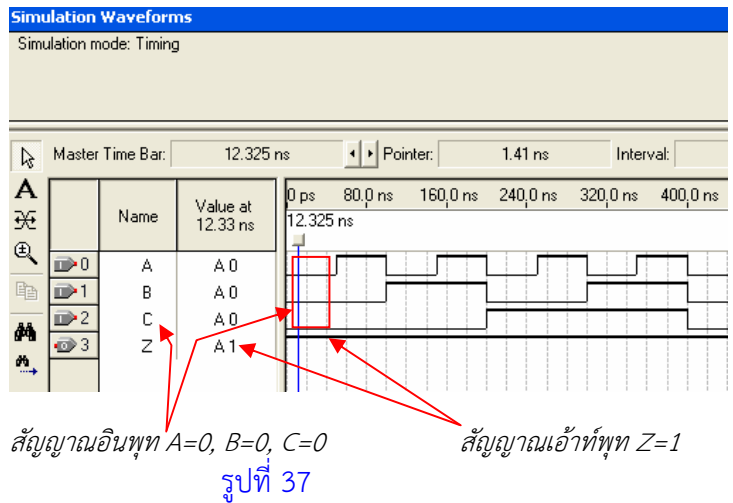 Simulation Waveforms
Simulation mode: Timing
Master Time Bar: 12.325 ns Pointer: 1.41 ns Interval:
Name Value at 12.33 ns 0 ps 80.0 ns 160.0 ns 240.0 ns 320.0 ns 400.0 ns
12.325 ns
0 A A 0
1 B A 0
2 C A 0
3 Z A 1
สัญญาณอินพุท A=0, B=0, C=0 สัญญาณเอ้าท์พุท Z=1
รูปที่ 37